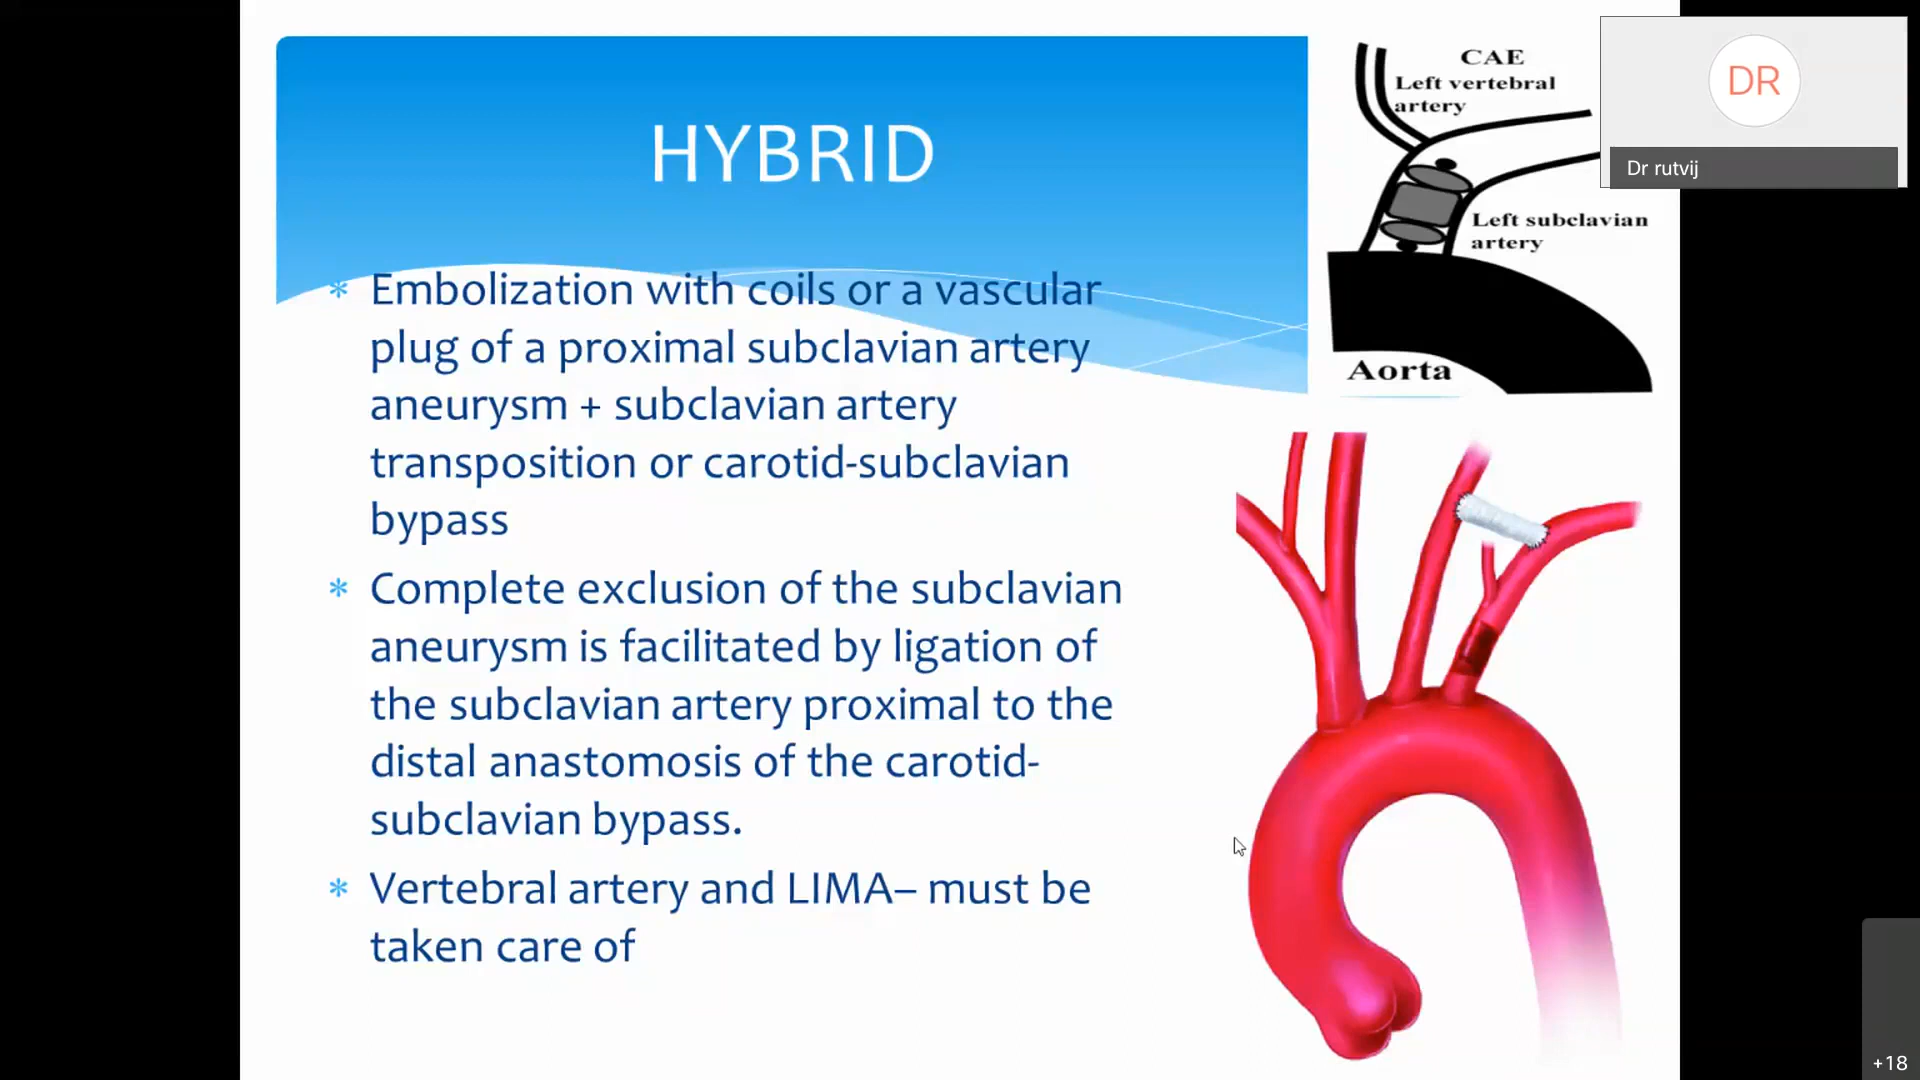 HYBRID
* Embolization with coils or a vascular
plug of a proximal subclavian artery
aneurysm + subclavian artery
transposition or carotid-subclavian
bypass
* Complete exclusion of the subclavian
aneurysm is facilitated by ligation of
the subclavian artery proximal to the
distal anastomosis of the carotid-
subclavian bypass.
* Vertebral artery and LIMA– must be
taken care of
CAE
Left vertebral
artery
Left subclavian
artery
Aorta
DR
Dr rutvij
+18